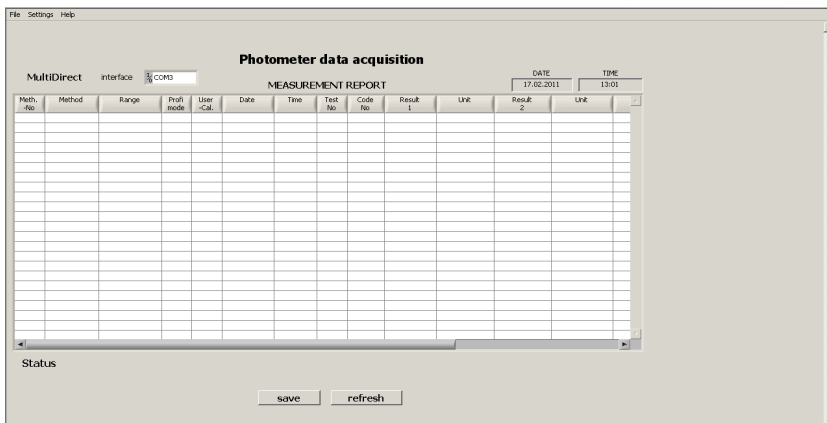 File Settings Help
Photometer data acquisition
MultiDirect interface COM3
MEASUREMENT REPORT
DATE TIME
17.02.2011 13:01
Meth. -No Method Range Profi mode User -Cal. Date Time Test No Code No Result 1 Unit Result 2 Unit
Status
save refresh